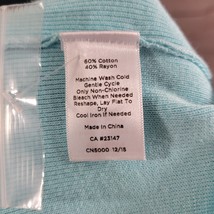 60% Cotton
40% Rayon
Machine Wash Cold
Gentle Cycle
Only Non-Chlorine
Bleach When Needed
Reshape, Lay Flat To
Dry
Cool Iron If Needed
Made In China
CA #23147
CNS000 12/15